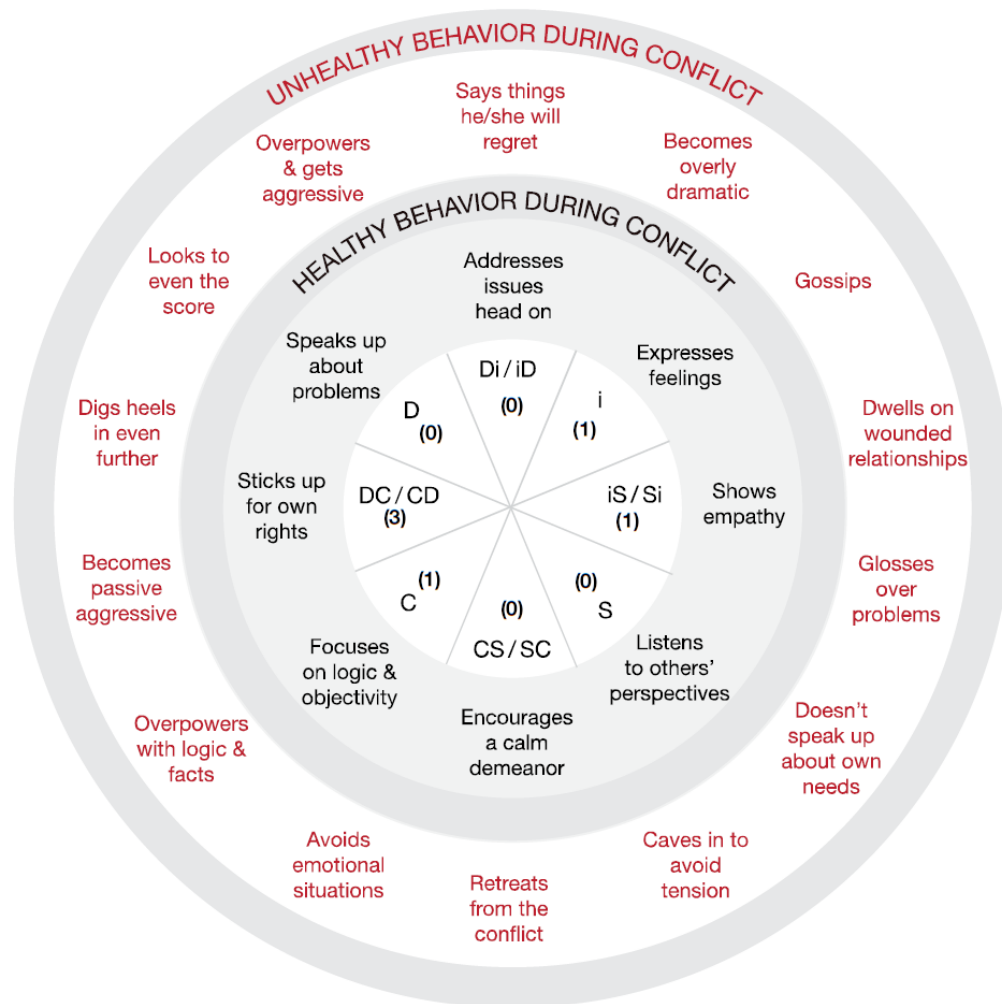 UNHEALTHY BEHAVIOR DURING CONFLICT
Says things
he/she will
regret
Becomes
overly
dramatic
Gossips
Dwells on
wounded
relationships
Glosses
over
problems
Doesn't
speak up
about own
needs
Caves in to
avoid
tension
Retreats
from the
conflict
Avoids
emotional
situations
Overpowers
with logic &
facts
Becomes
passive
aggressive
Digs heels
in even
further
Looks to
even the
score
Overpowers
& gets
aggressive
HEALTHY BEHAVIOR DURING CONFLICT
Addresses
issues
head on
Expresses
feelings
Shows
empathy
Listens
to others'
perspectives
Encourages
a calm
demeanor
Focuses
on logic &
objectivity
Sticks up
for own
rights
Speaks up
about
problems
Di / iD
(0)
i
(1)
iS / Si
(1)
(0)
S
(0)
CS / SC
(1)
C
DC / CD
(3)
D
(0)